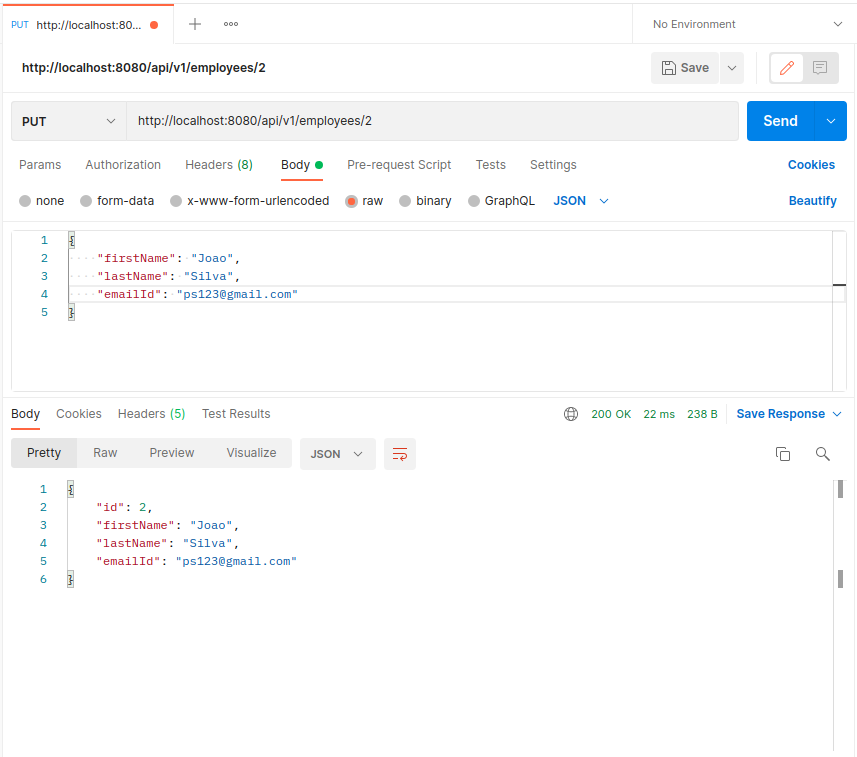 PUT http://localhost:80... No Environment
http://localhost:8080/api/v1/employees/2 Save
PUT http://localhost:8080/api/v1/employees/2 Send
Params Authorization Headers (8) Body Pre-request Script Tests Settings Cookies
none form-data x-www-form-urlencoded raw binary GraphQL JSON Beautify
1 {
2 "firstName": "Joao",
3 "lastName": "Silva",
4 "emailId": "ps123@gmail.com"
5 }
Body Cookies Headers (5) Test Results 200 OK 22 ms 238 B Save Response
Pretty Raw Preview Visualize JSON
1 {
2 "id": 2,
3 "firstName": "Joao",
4 "lastName": "Silva",
5 "emailId": "ps123@gmail.com"
6 }